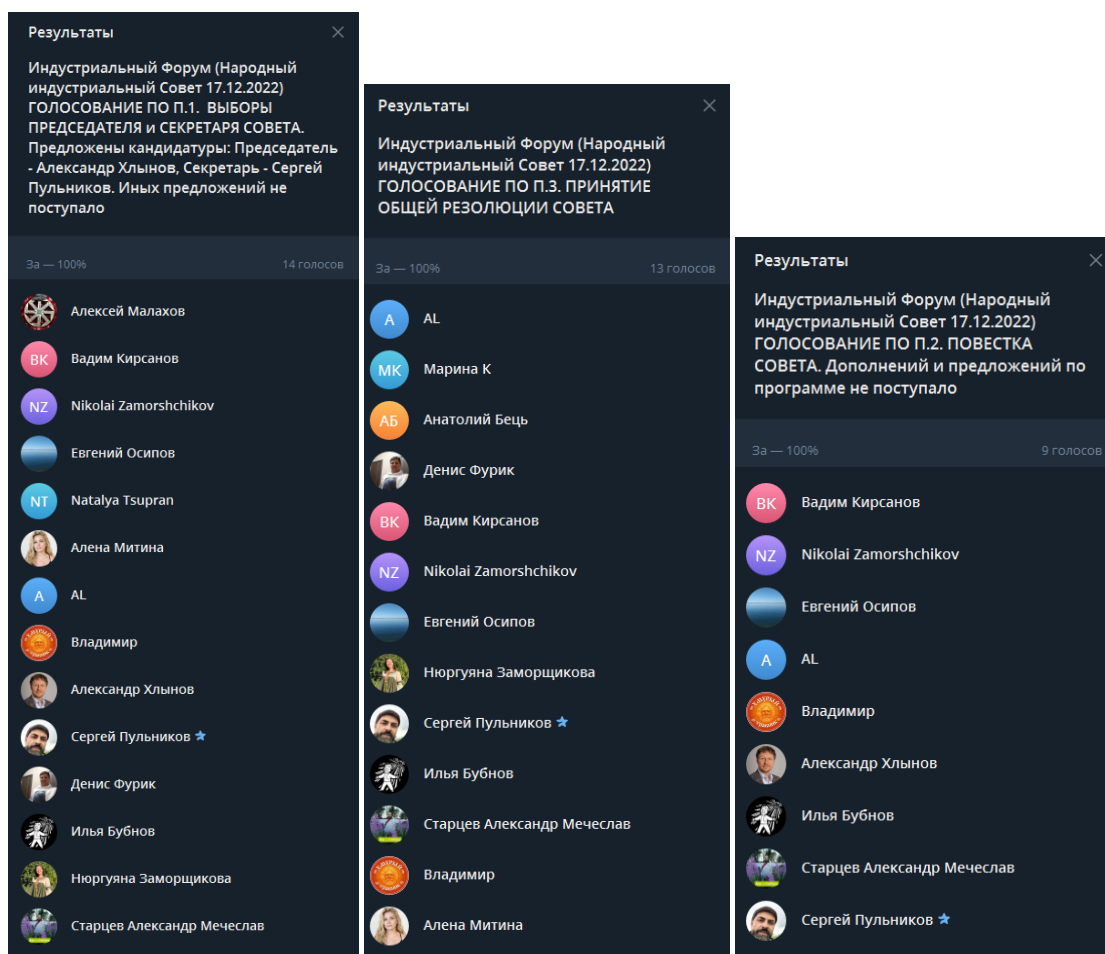 Результаты
Индустриальный Форум (Народный
индустриальный Совет 17.12.2022)
ГОЛОСОВАНИЕ ПО П.1. ВЫБОРЫ
ПРЕДСЕДАТЕЛЯ и СЕКРЕТАРЯ СОВЕТА.
Предложены кандидатуры: Председатель
- Александр Хлынов, Секретарь - Сергей
Пульников. Иных предложений не
поступало
За — 100% 14 голосов
Алексей Малахов
ВК Вадим Кирсанов
NZ Nikolai Zamorshchikov
Евгений Осипов
NT Natalya Tsupran
Алена Митина
A AL
Владимир
Александр Хлынов
Сергей Пульников
Денис Фурик
Илья Бубнов
Нюргуяна Заморщикова
Старцев Александр Мечеслав
Результаты
Индустриальный Форум (Народный
индустриальный Совет 17.12.2022)
ГОЛОСОВАНИЕ ПО П.3. ПРИНЯТИЕ
ОБЩЕЙ РЕЗОЛЮЦИИ СОВЕТА
За — 100% 13 голосов
A AL
МК Марина К
АБ Анатолий Бець
Денис Фурик
ВК Вадим Кирсанов
NZ Nikolai Zamorshchikov
Евгений Осипов
Нюргуяна Заморщикова
Сергей Пульников
Илья Бубнов
Старцев Александр Мечеслав
Владимир
Алена Митина
Результаты
Индустриальный Форум (Народный
индустриальный Совет 17.12.2022)
ГОЛОСОВАНИЕ ПО П.2. ПОВЕСТКА
СОВЕТА. Дополнений и предложений по
программе не поступало
За — 100% 9 голосов
ВК Вадим Кирсанов
NZ Nikolai Zamorshchikov
Евгений Осипов
A AL
Владимир
Александр Хлынов
Илья Бубнов
Старцев Александр Мечеслав
Сергей Пульников